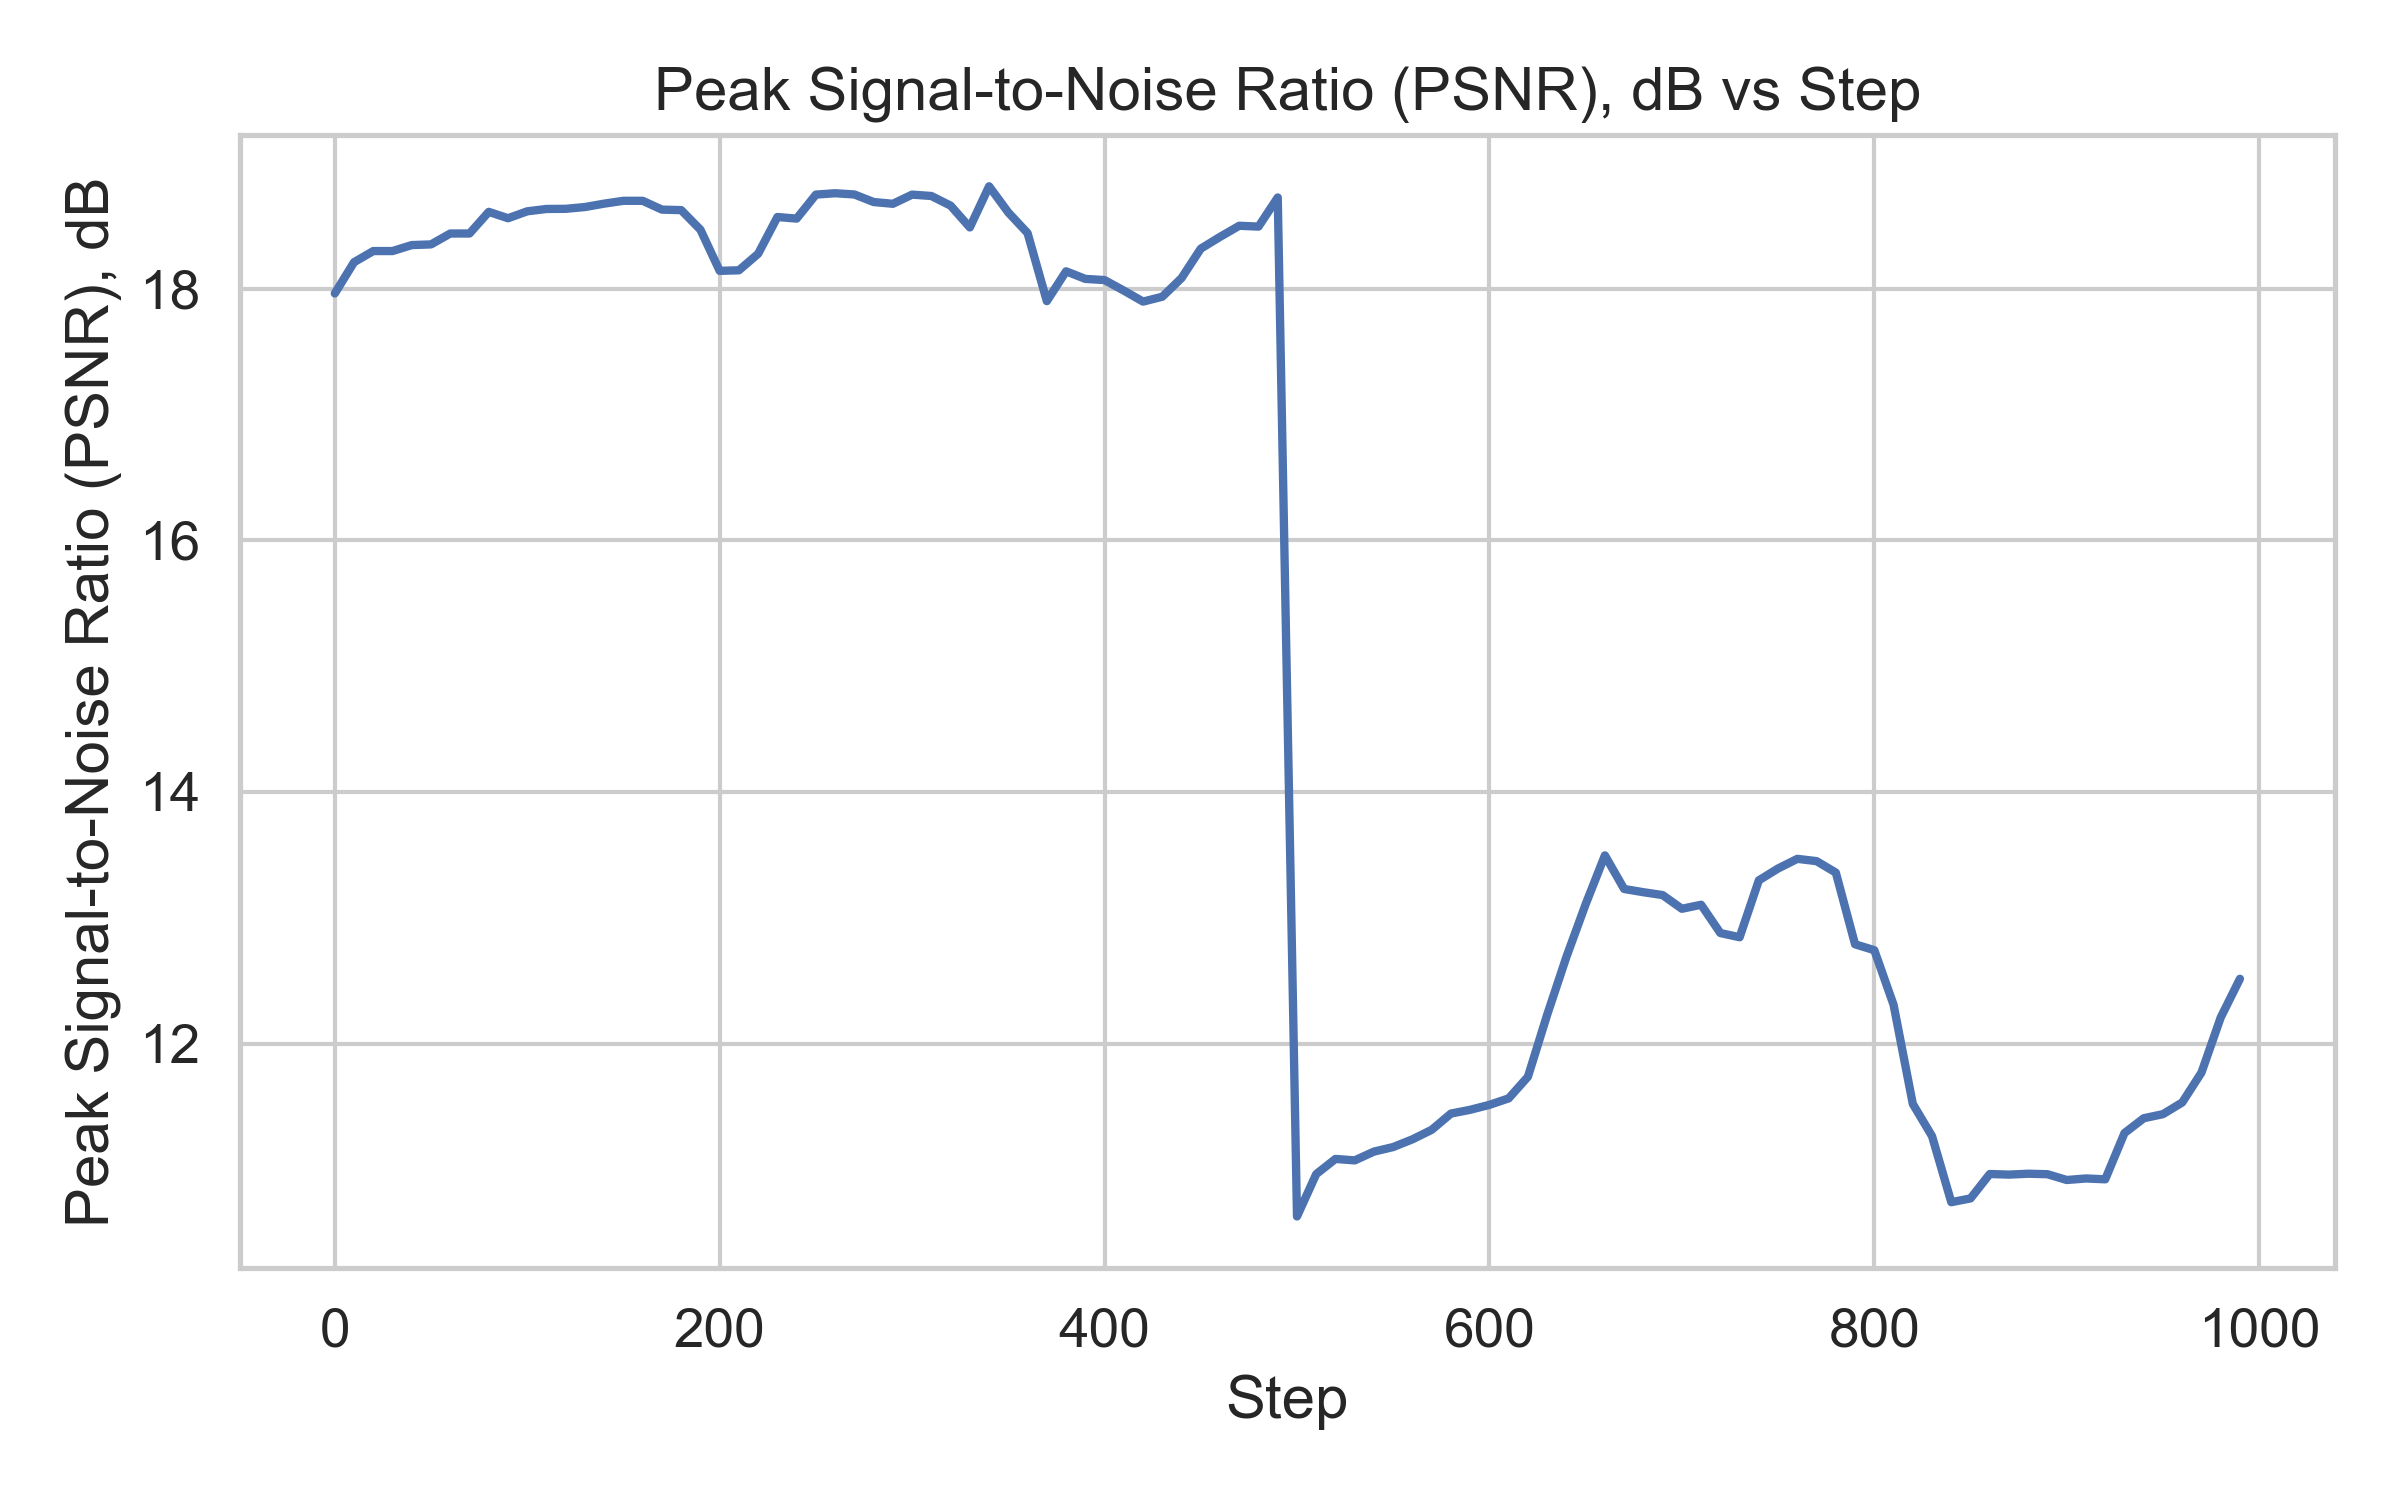 Peak Signal-to-Noise Ratio (PSNR), dB vs Step
Peak Signal-to-Noise Ratio (PSNR), dB
18
16
14
12
0 200 400 600 800 1000
Step